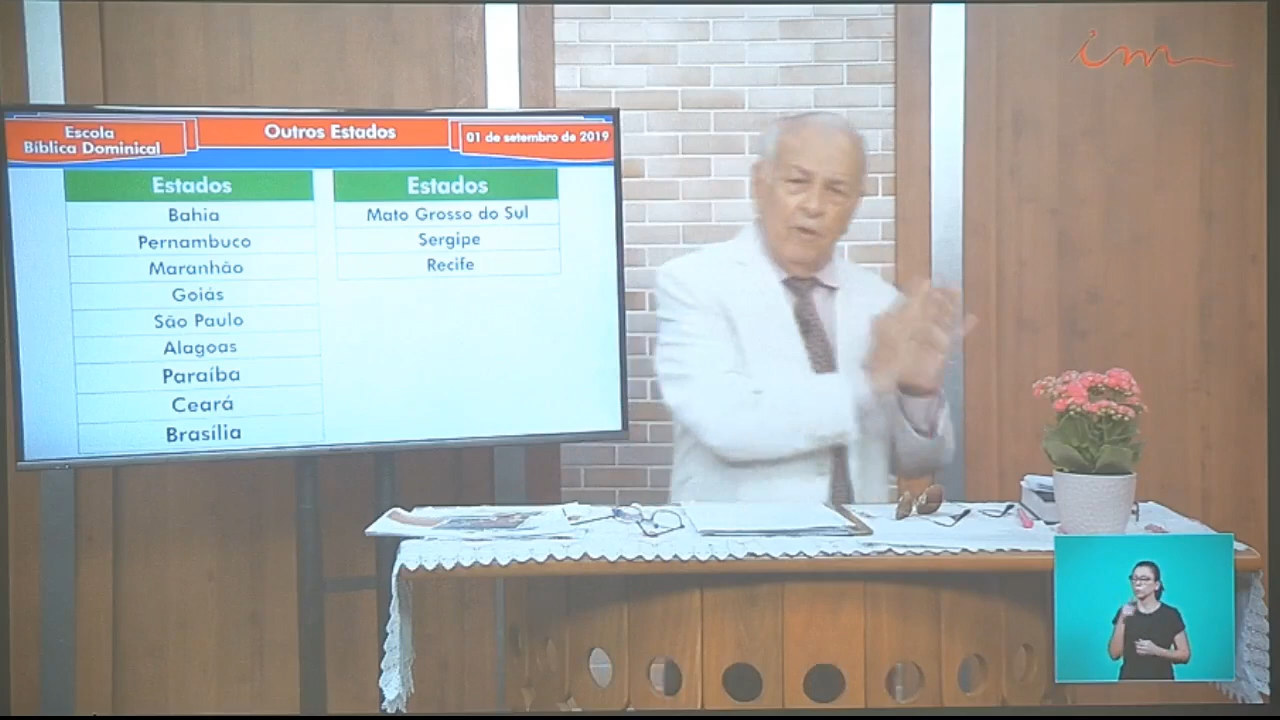 im
Escola
Bíblica Dominical
Outros Estados
01 de setembro de 2019
Estados
Bahia
Pernambuco
Maranhão
Goiás
São Paulo
Alagoas
Paraíba
Ceará
Brasília
Estados
Mato Grosso do Sul
Sergipe
Recife